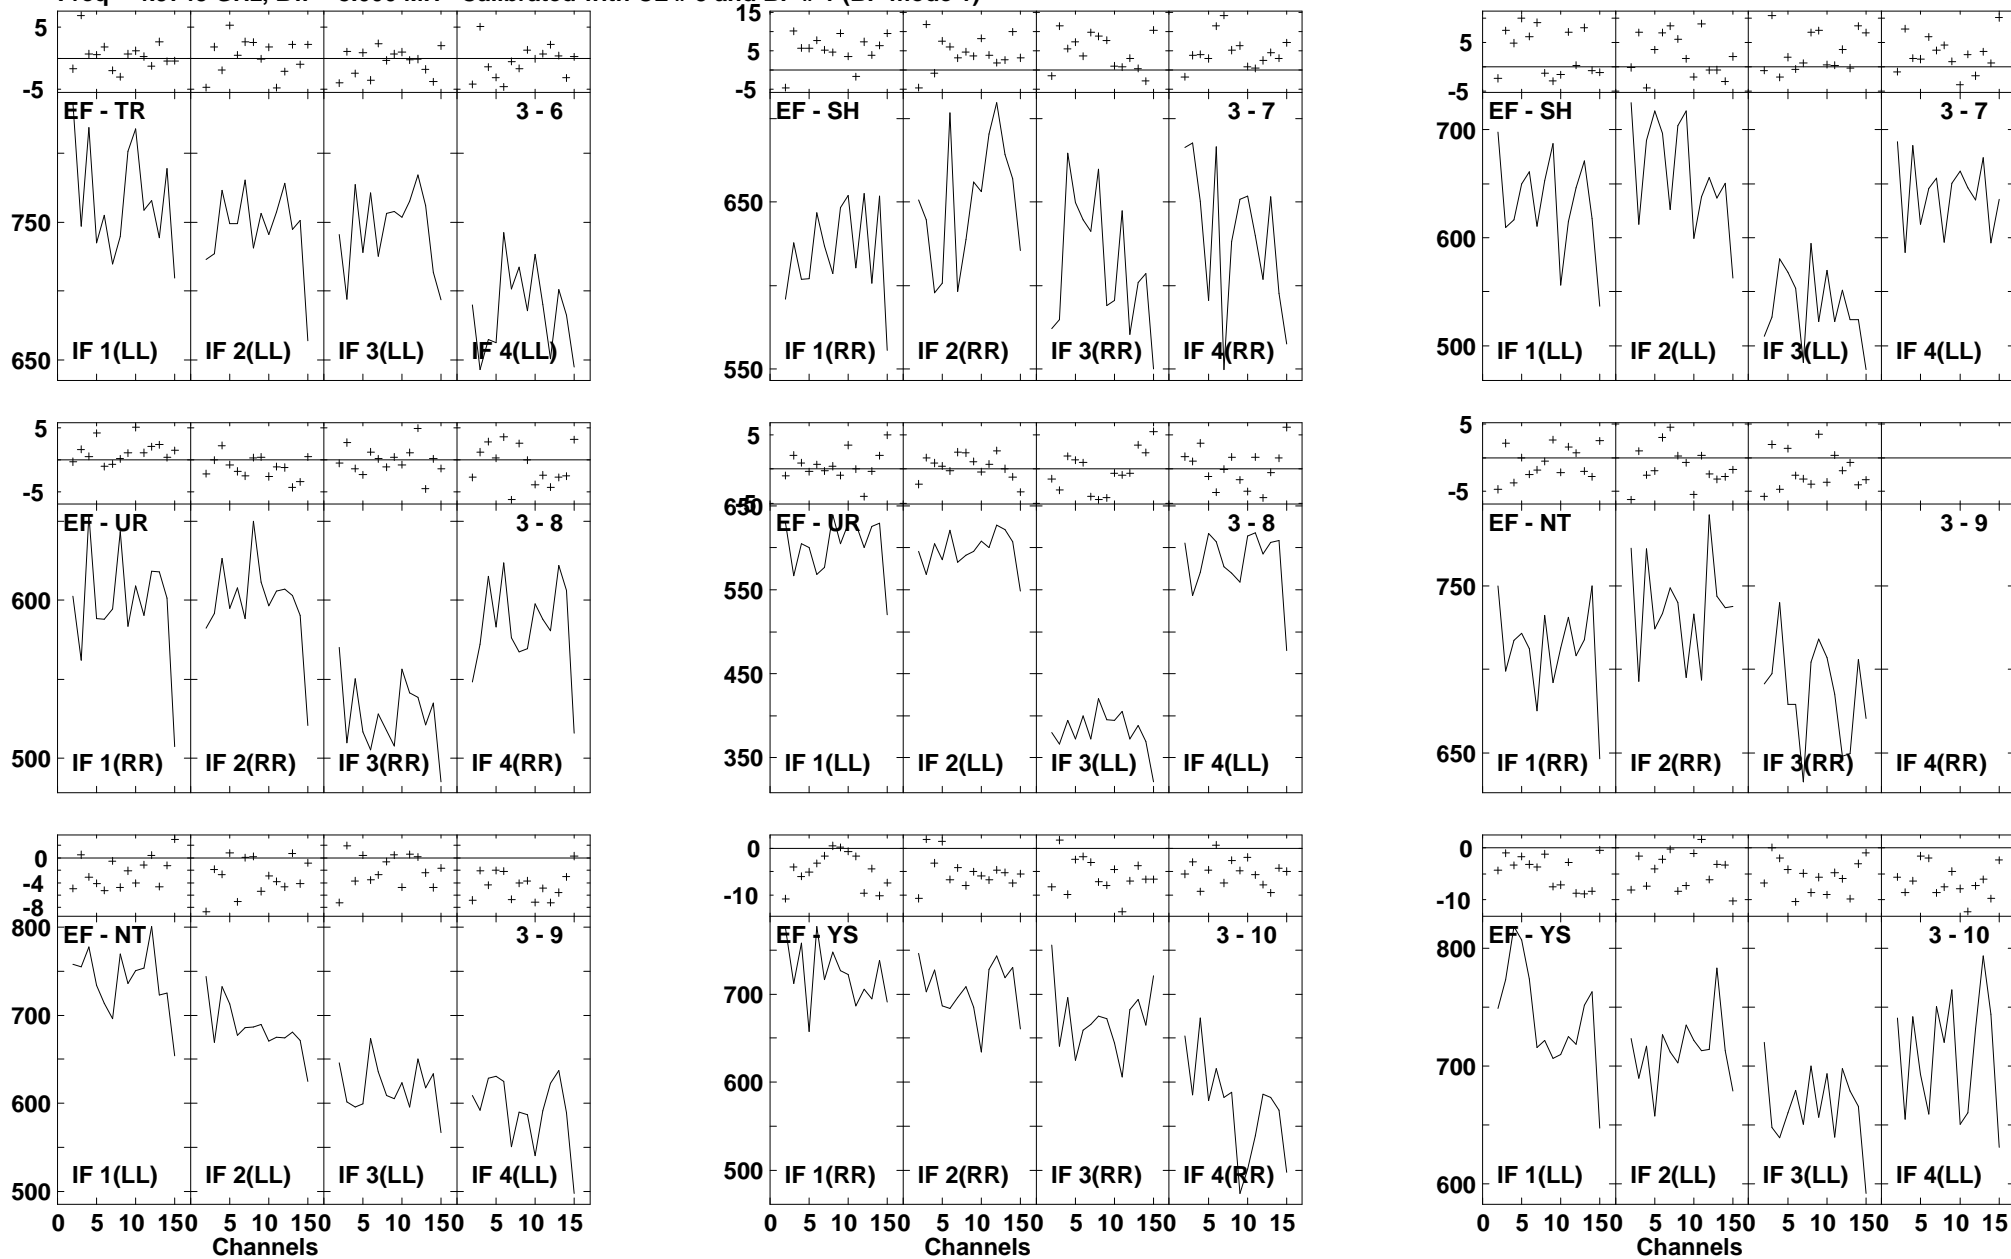 5
-5
EF - TR
3 - 6
750
650
IF 1(LL) IF 2(LL) IF 3(LL) IF 4(LL)
15
5
-5
EF - SH
3 - 7
650
550
IF 1(RR) IF 2(RR) IF 3(RR) IF 4(RR)
5
-5
EF - SH
3 - 7
700
600
500
IF 1(LL) IF 2(LL) IF 3(LL) IF 4(LL)
5
-5
EF - UR
3 - 8
600
500
IF 1(RR) IF 2(RR) IF 3(RR) IF 4(RR)
5
-5
650
EF - UR
3 - 8
550
450
350
IF 1(LL) IF 2(LL) IF 3(LL) IF 4(LL)
5
-5
EF - NT
3 - 9
750
650
IF 1(RR) IF 2(RR) IF 3(RR) IF 4(RR)
0
-4
-8
800
EF - NT
3 - 9
700
600
500
IF 1(LL) IF 2(LL) IF 3(LL) IF 4(LL)
0 5 10 150 5 10 150 5 10 150 5 10 15
Channels
0
-10
EF - YS
3 - 10
700
600
500
IF 1(RR) IF 2(RR) IF 3(RR) IF 4(RR)
0 5 10 150 5 10 150 5 10 150 5 10 15
Channels
0
-10
EF - YS
3 - 10
800
700
600
IF 1(LL) IF 2(LL) IF 3(LL) IF 4(LL)
0 5 10 150 5 10 150 5 10 150 5 10 15
Channels